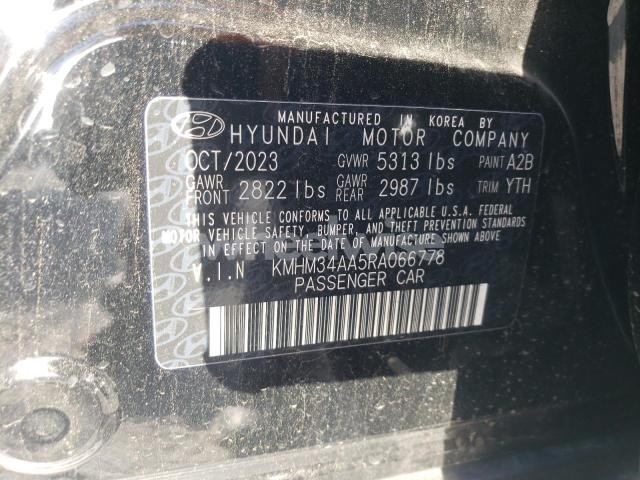 MANUFACTURED IN KOREA BY
HYUNDAI MOTOR COMPANY
OCT/2023 GVWR 5313 lbs PAINT A2B
GAWR FRONT 2822 lbs GAWR REAR 2987 lbs TRIM YTH
THIS VEHICLE CONFORMS TO ALL APPLICABLE U.S.A. FEDERAL
MOTOR VEHICLE SAFETY, BUMPER, AND THEFT PREVENTION STANDARDS
IN EFFECT ON THE DATE OF MANUFACTURE SHOWN ABOVE.
V.I.N KMHM34AA5RA066778
PASSENGER CAR